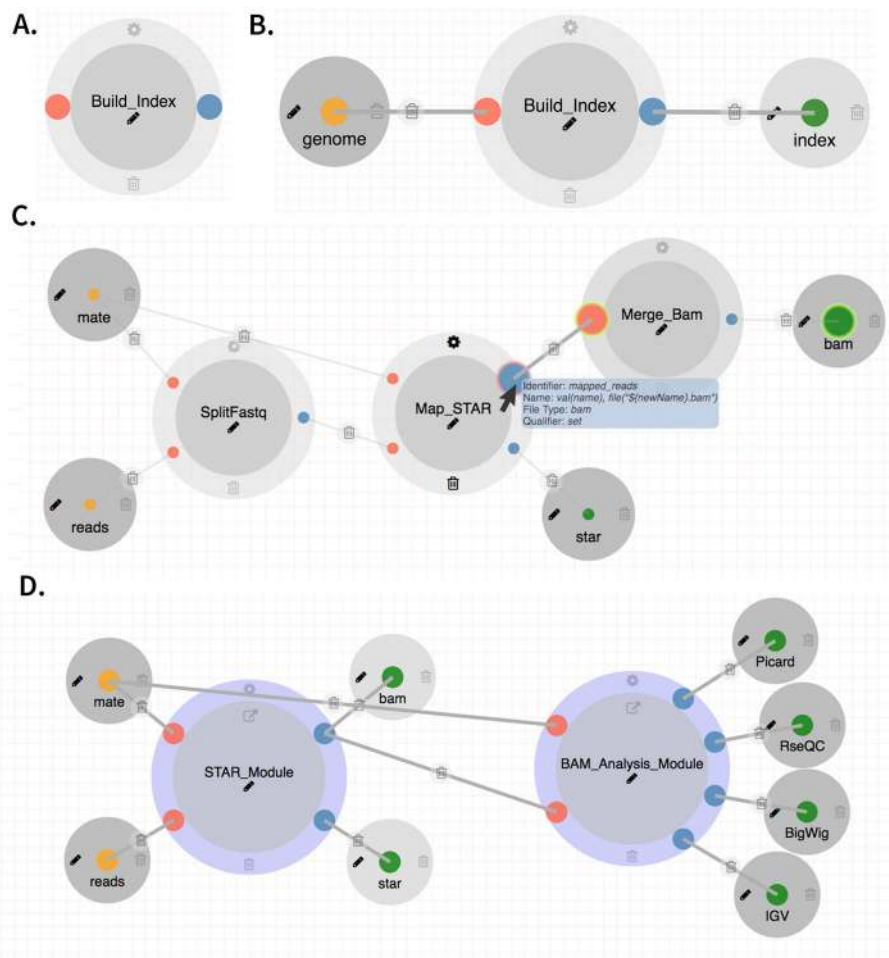 A.
Build_Index
B.
genome
Build_Index
index
C.
mate
reads
SplitFastq
Map_STAR
Merge_Bam
bam
Identifier: mapped_reads
Name: val(name), file("${newName}.bam")
File Type: bam
Qualifier: set
star
D.
mate
reads
STAR_Module
bam
star
BAM_Analysis_Module
Picard
RseQC
BigWig
IGV